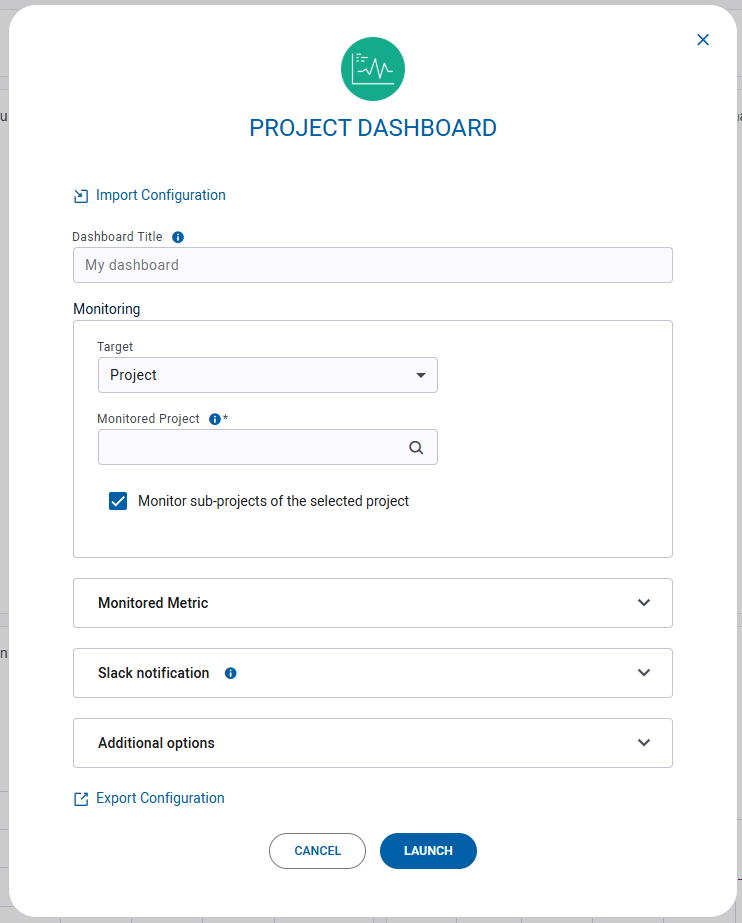 PROJECT DASHBOARD
Import Configuration
Dashboard Title
My dashboard
Monitoring
Target
Project
Monitored Project *
Monitor sub-projects of the selected project
Monitored Metric
Slack notification
Additional options
Export Configuration
CANCEL LAUNCH